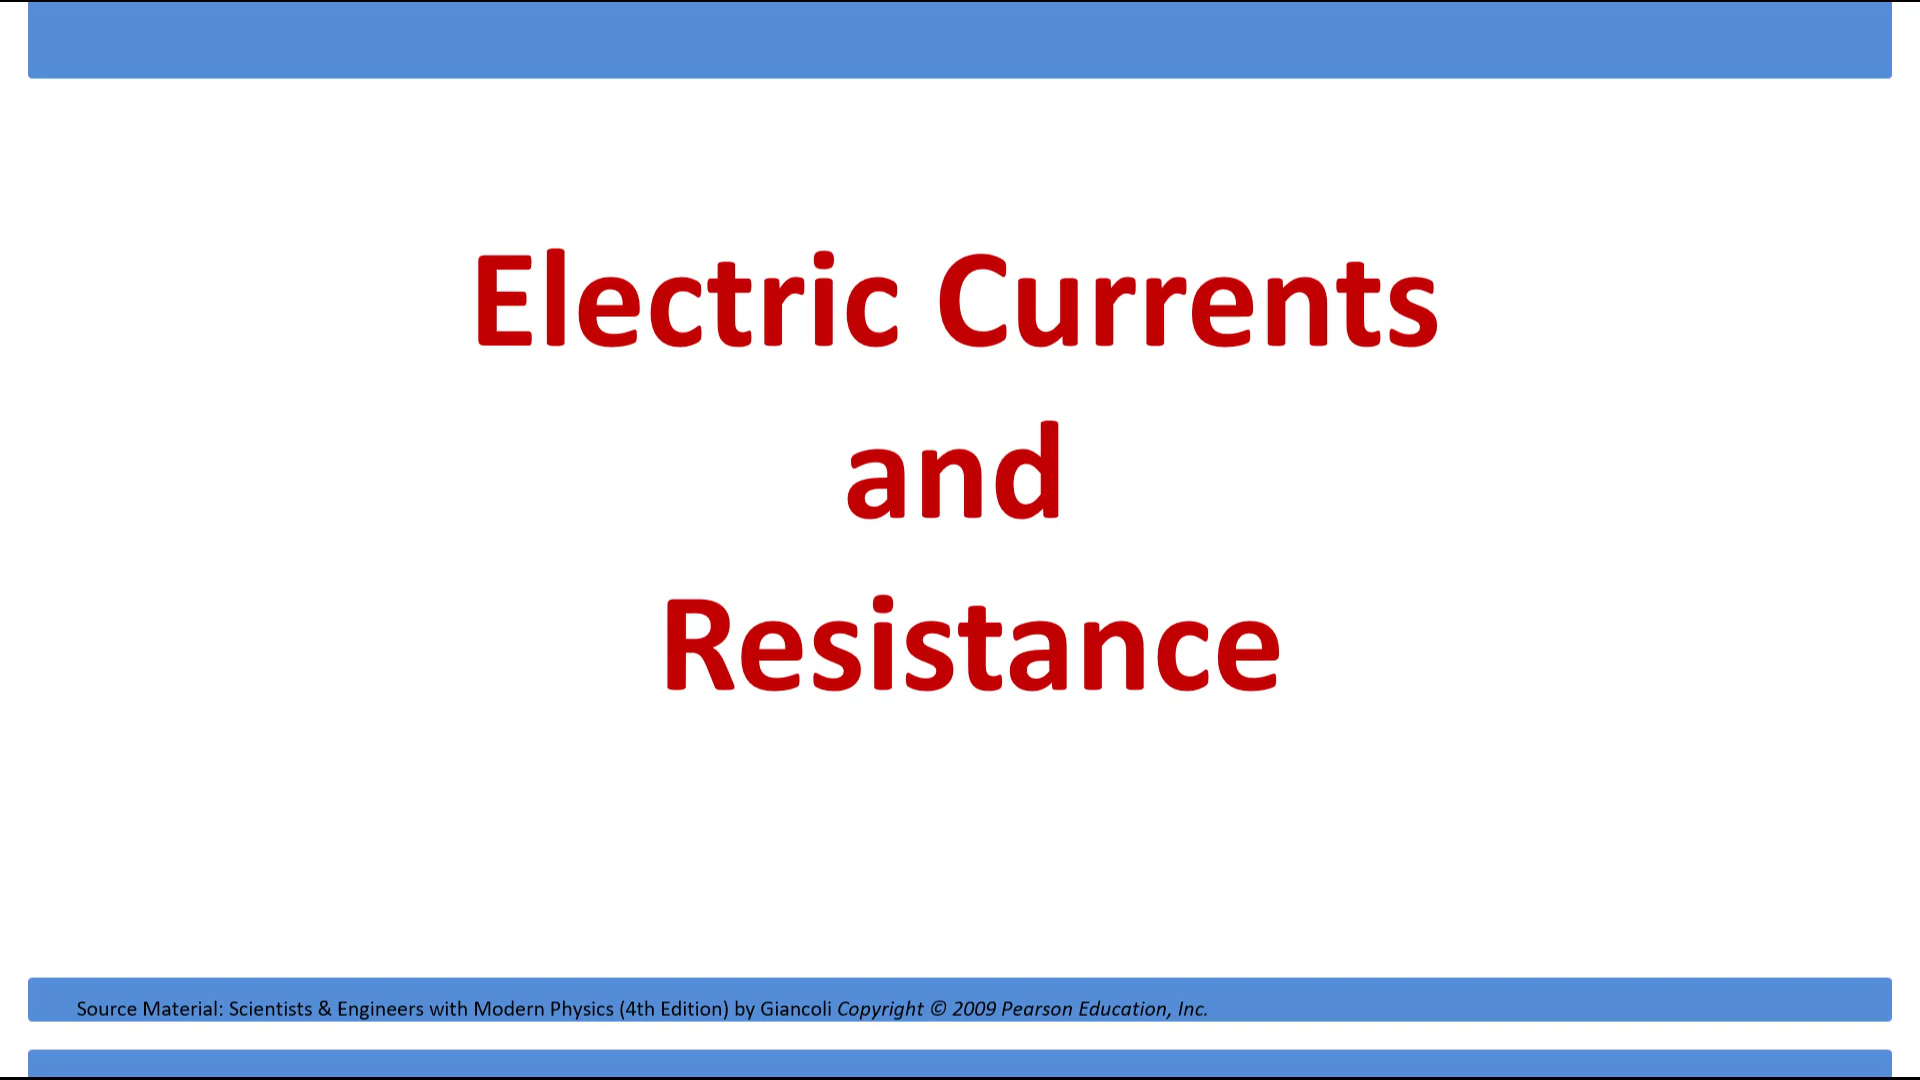 Electric Currents
and
Resistance
Source Material: Scientists & Engineers with Modern Physics (4th Edition) by Giancoli Copyright © 2009 Pearson Education, Inc.